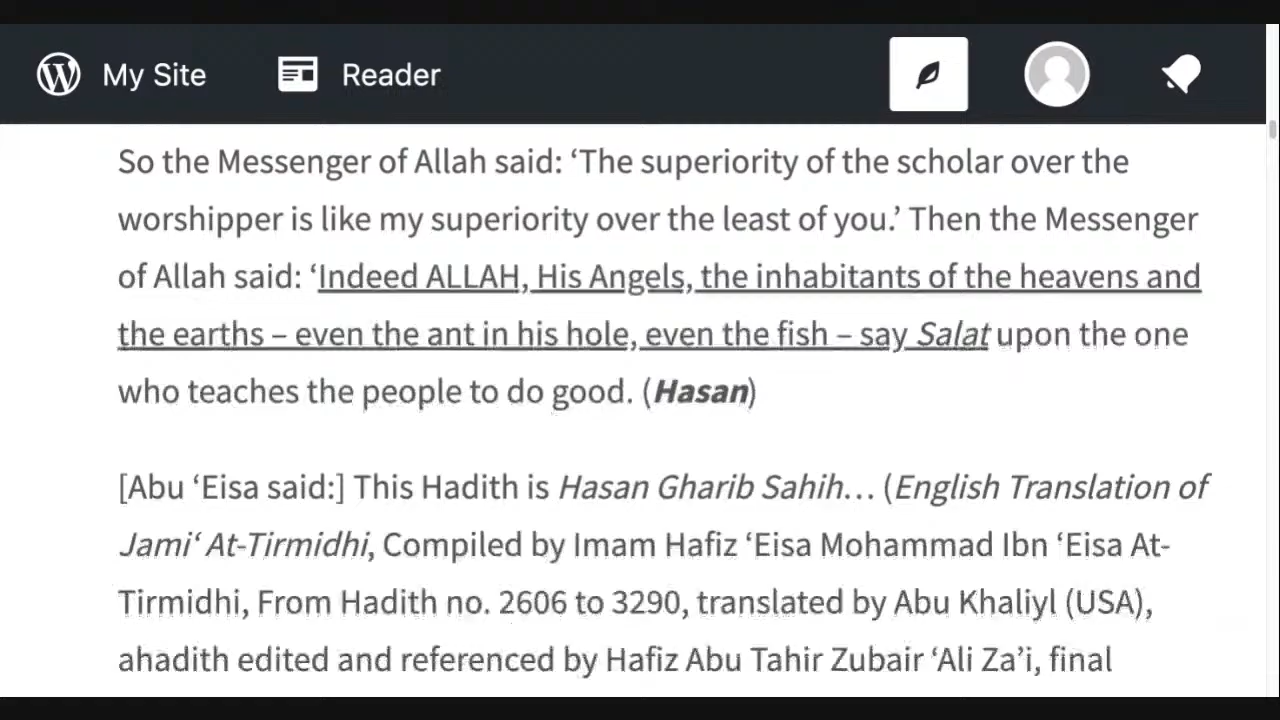 My Site Reader
So the Messenger of Allah said: ‘The superiority of the scholar over the
worshipper is like my superiority over the least of you.’ Then the Messenger
of Allah said: ‘Indeed ALLAH, His Angels, the inhabitants of the heavens and
the earths – even the ant in his hole, even the fish – say Salat upon the one
who teaches the people to do good. (Hasan)
[Abu ‘Eisa said:] This Hadith is Hasan Gharib Sahih… (English Translation of
Jami‘ At-Tirmidhi, Compiled by Imam Hafiz ‘Eisa Mohammad Ibn ‘Eisa At-
Tirmidhi, From Hadith no. 2606 to 3290, translated by Abu Khaliyl (USA),
ahadith edited and referenced by Hafiz Abu Tahir Zubair ‘Ali Za’i, final